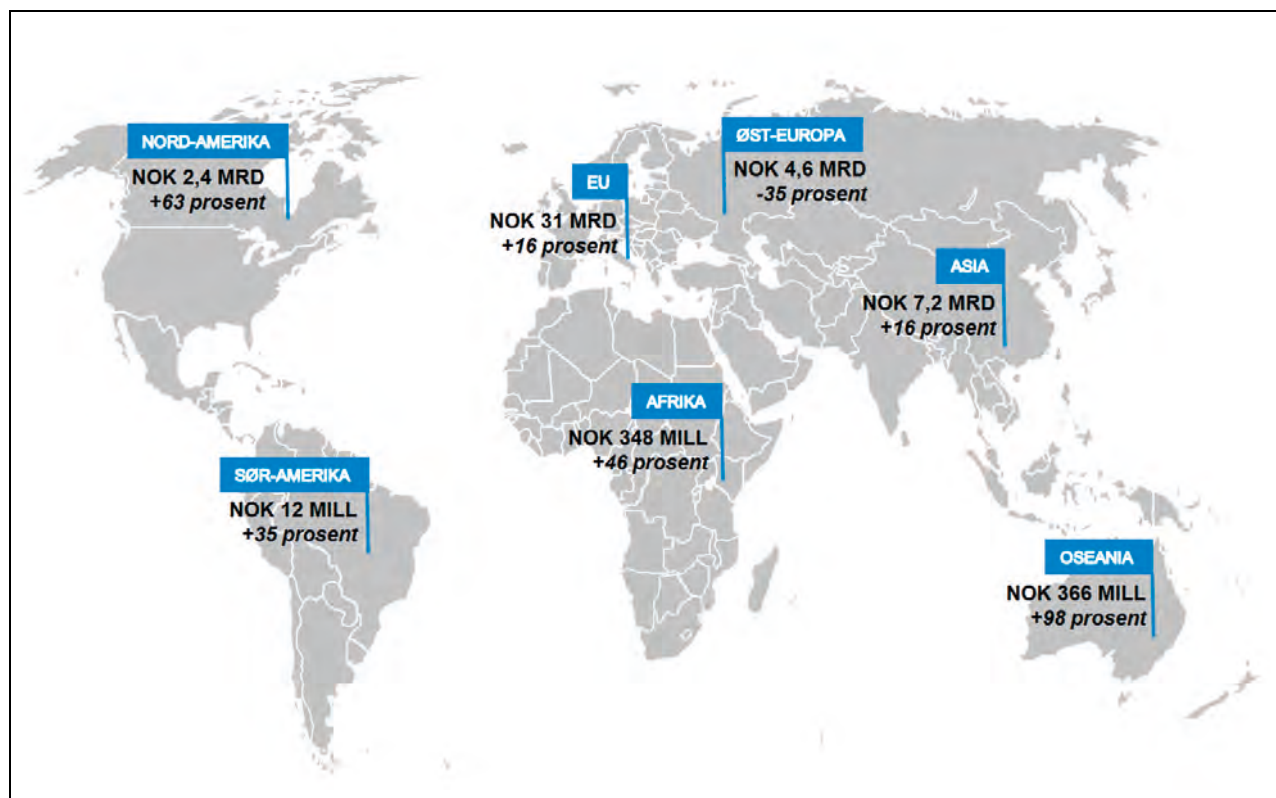 NORD-AMERIKA
NOK 2,4 MRD
+63 prosent
EU
NOK 31 MRD
+16 prosent
ØST-EUROPA
NOK 4,6 MRD
-35 prosent
ASIA
NOK 7,2 MRD
+16 prosent
AFRIKA
NOK 348 MILL
+46 prosent
SØR-AMERIKA
NOK 12 MILL
+35 prosent
OSEANIA
NOK 366 MILL
+98 prosent